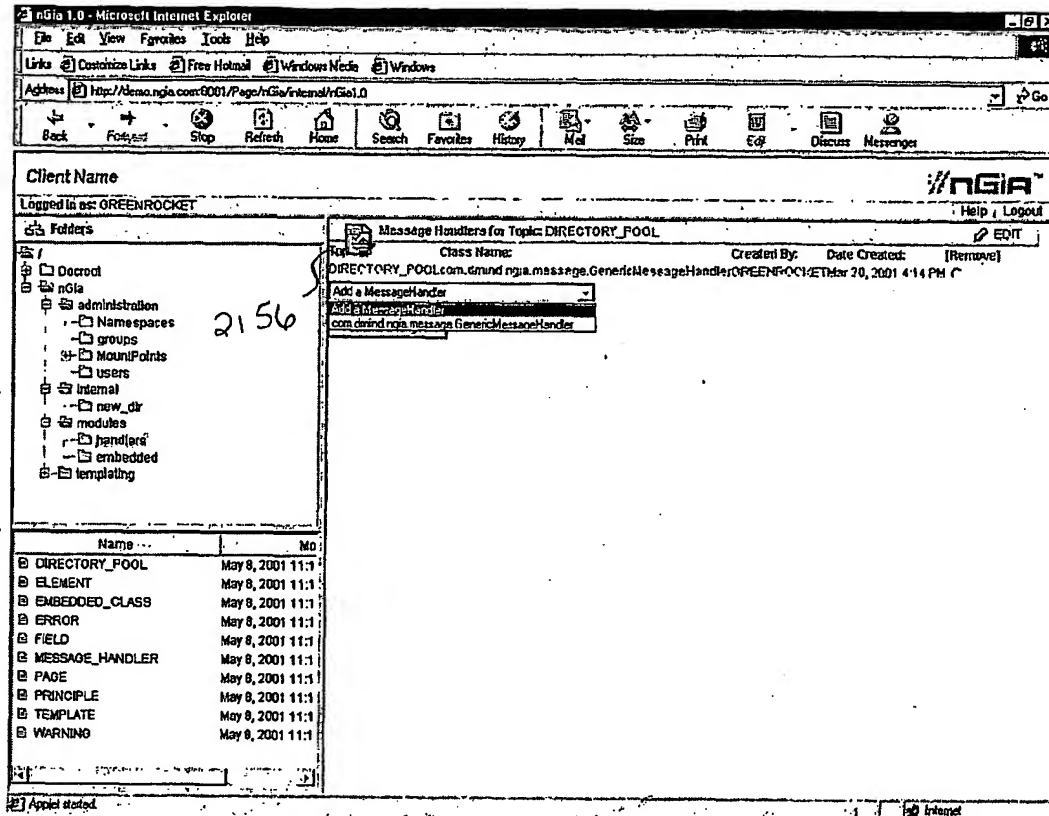 nGia 1.0 - Microsoft Internet Explorer
File Edit View Favorites Tools Help
Links Customize Links Free Hotmail Windows Media Windows
Address http://demo.ngia.com:8001/Page/nGia/internal/nGia1.0 Go
Back Forward Stop Refresh Home Search Favorites History Mail Size Print Edit Discuss Messenger
Client Name
nGia™
Logged in as: GREENROCKET
Help Logout
Folders
Message Handlers for Topic: DIRECTORY_POOL EDIT
Class Name: Created By: Date Created: [Remove]
DIRECTORY_POOL com.dmind.ngia.message.GenericMessageHandler GREENROCKET Mar 20, 2001 4:14 PM
Add a MessageHandler
Add a MessageHandler
com.dmind.ngia.message.GenericMessageHandler
2156
/
Docroot
nGia
administration
Namespaces
groups
MountPoints
users
internal
new_dir
modules
handlers
embedded
templating
Name Mo
DIRECTORY_POOL May 8, 2001 11:1
ELEMENT May 8, 2001 11:1
EMBEDDED_CLASS May 8, 2001 11:1
ERROR May 8, 2001 11:1
FIELD May 8, 2001 11:1
MESSAGE_HANDLER May 8, 2001 11:1
PAGE May 8, 2001 11:1
PRINCIPLE May 8, 2001 11:1
TEMPLATE May 8, 2001 11:1
WARNING May 8, 2001 11:1
Applet started.
Internet